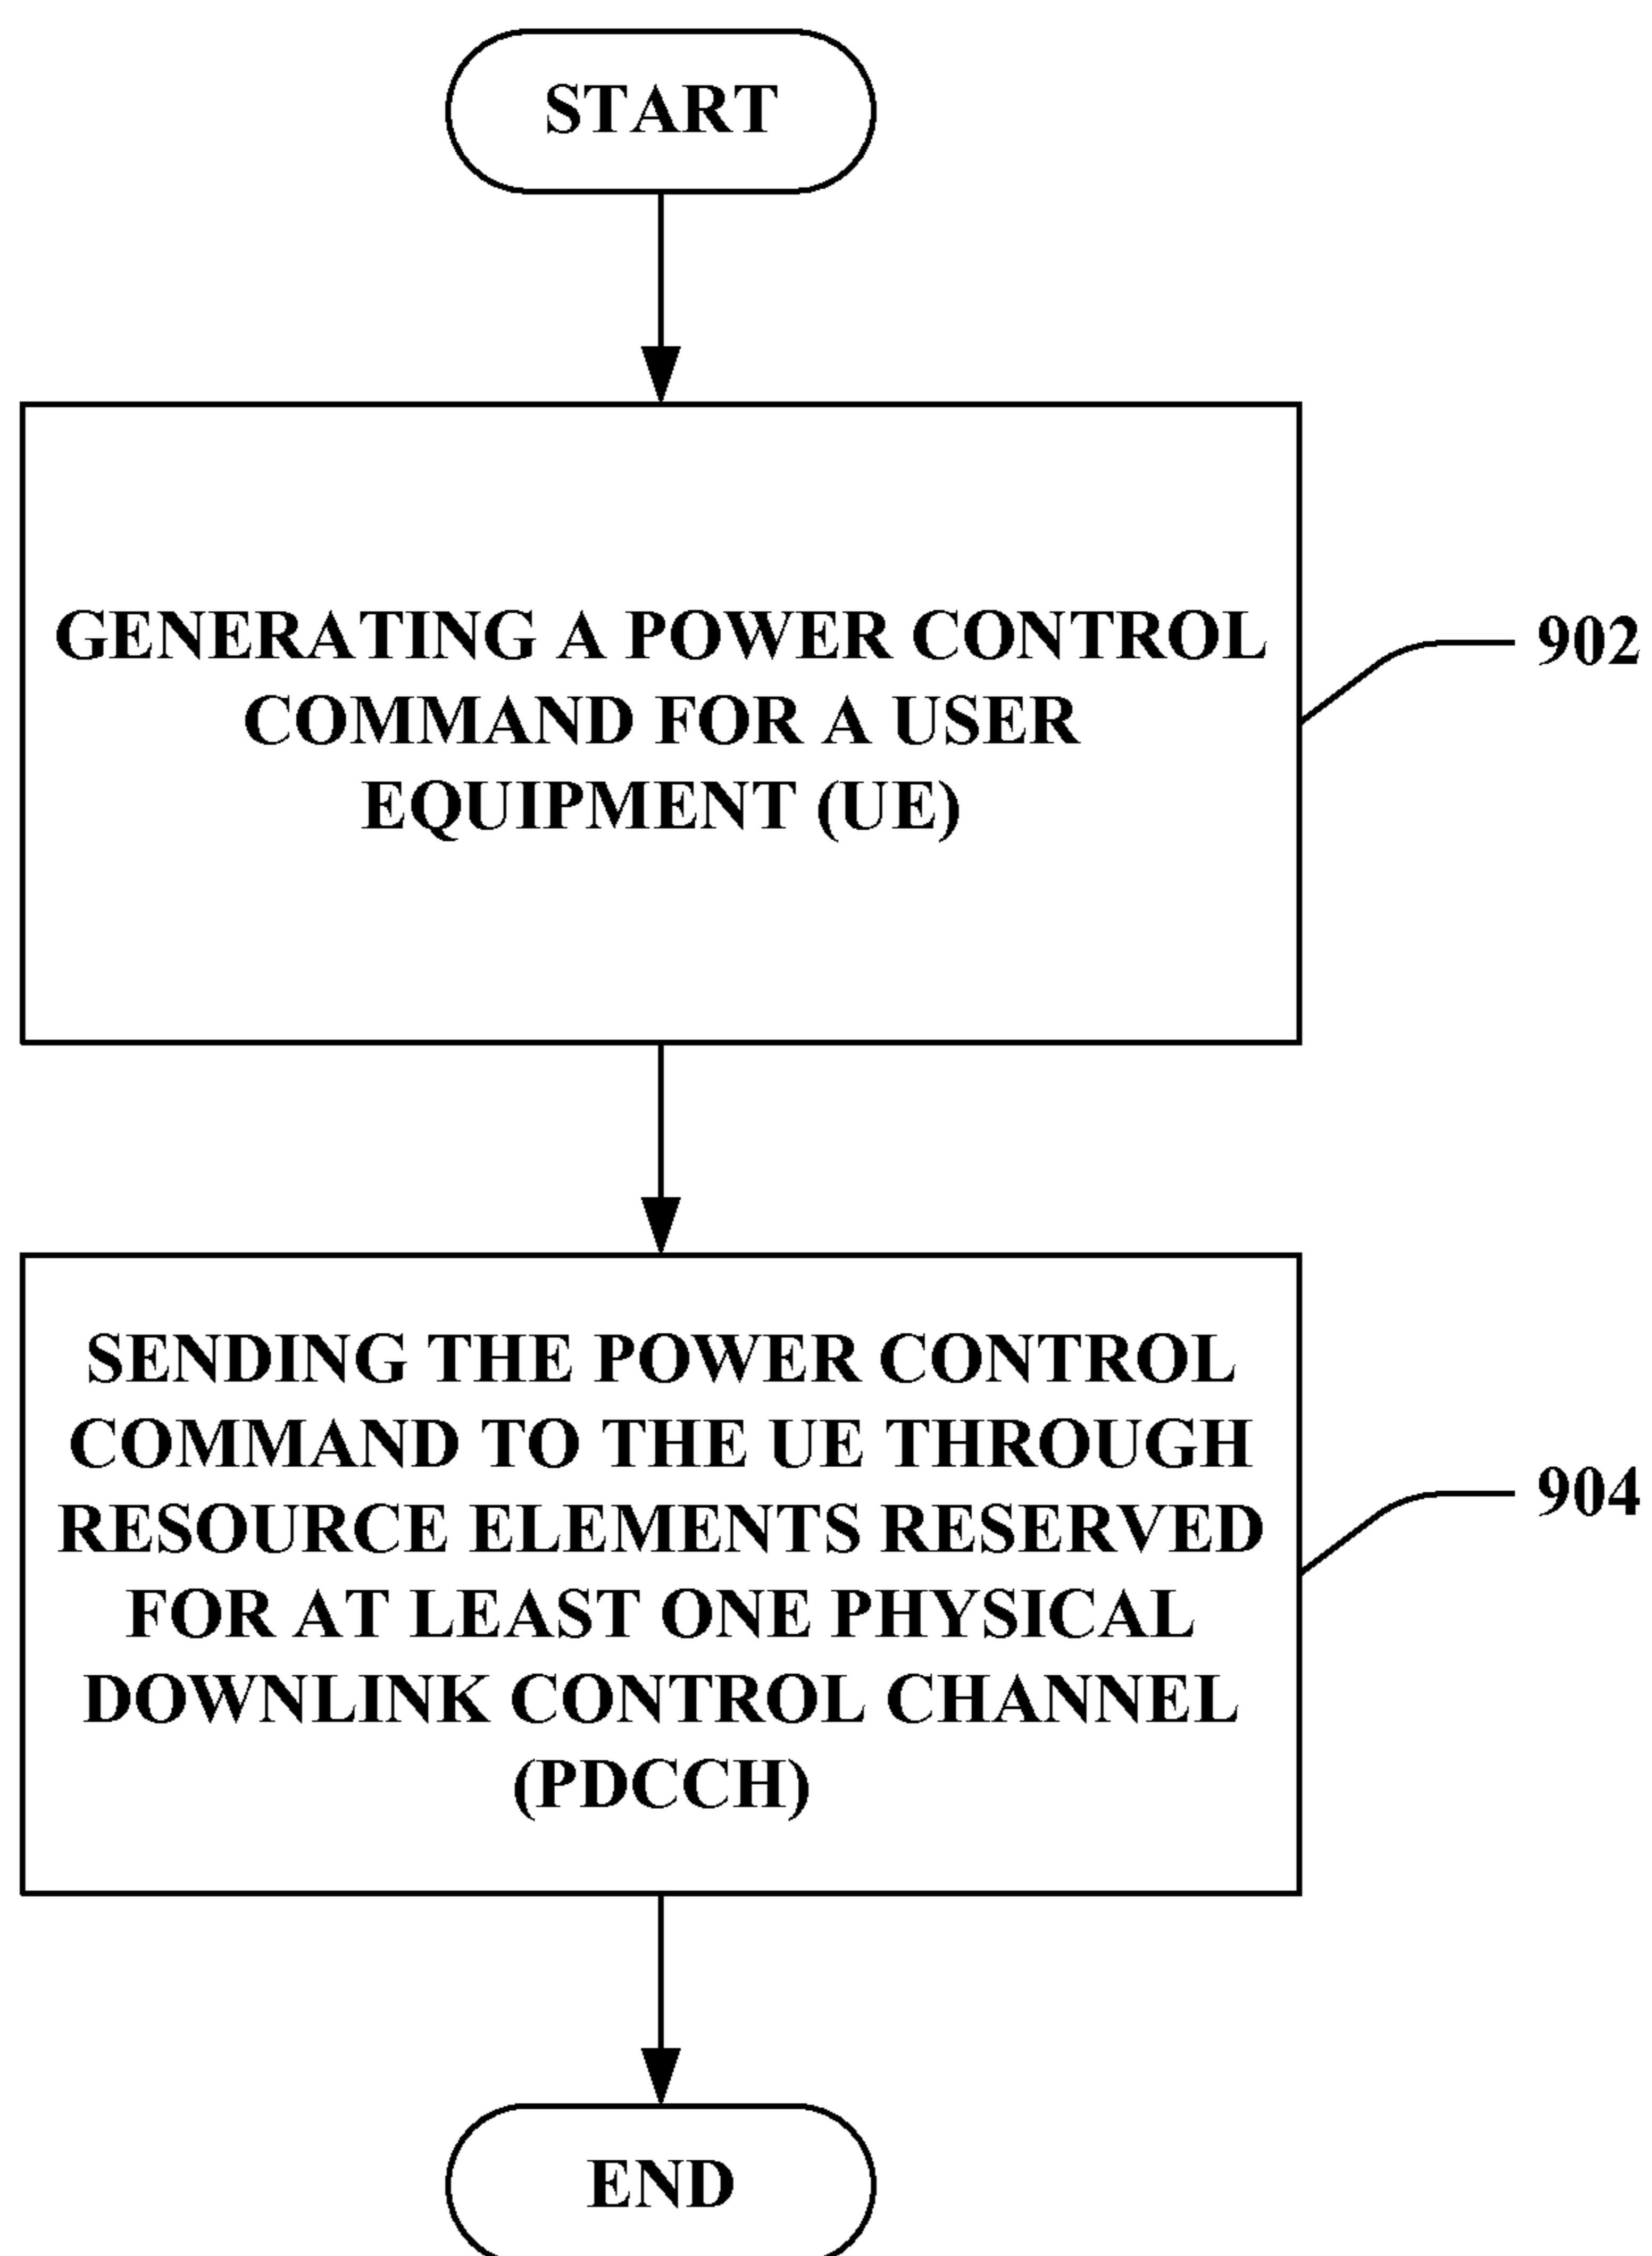 START
GENERATING A POWER CONTROL
COMMAND FOR A USER
EQUIPMENT (UE)
902
SENDING THE POWER CONTROL
COMMAND TO THE UE THROUGH
RESOURCE ELEMENTS RESERVED
FOR AT LEAST ONE PHYSICAL
DOWNLINK CONTROL CHANNEL
(PDCCH)
904
END